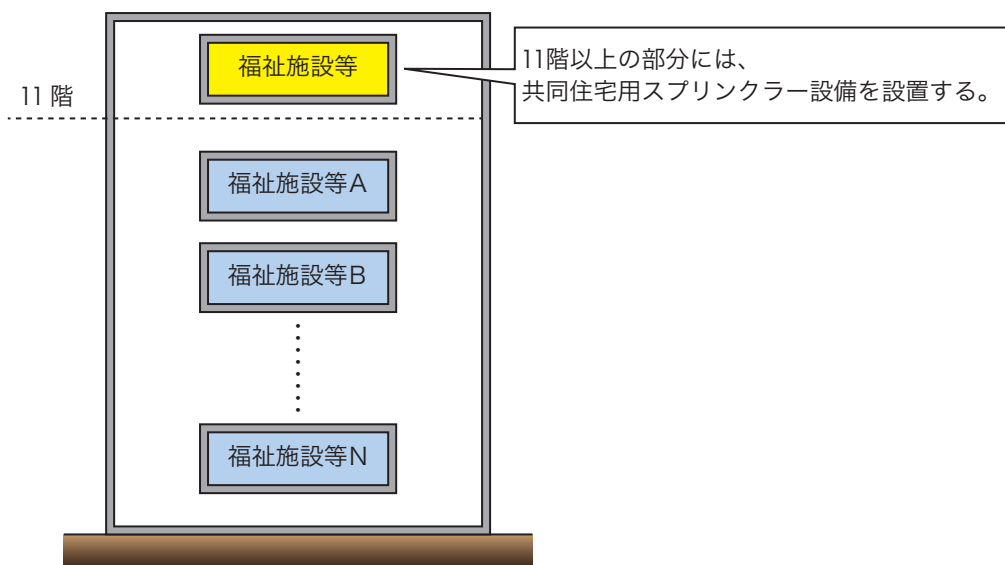 福祉施設等
11階以上の部分には、
共同住宅用スプリンクラー設備を設置する。
11 階
福祉施設等A
福祉施設等B
福祉施設等N